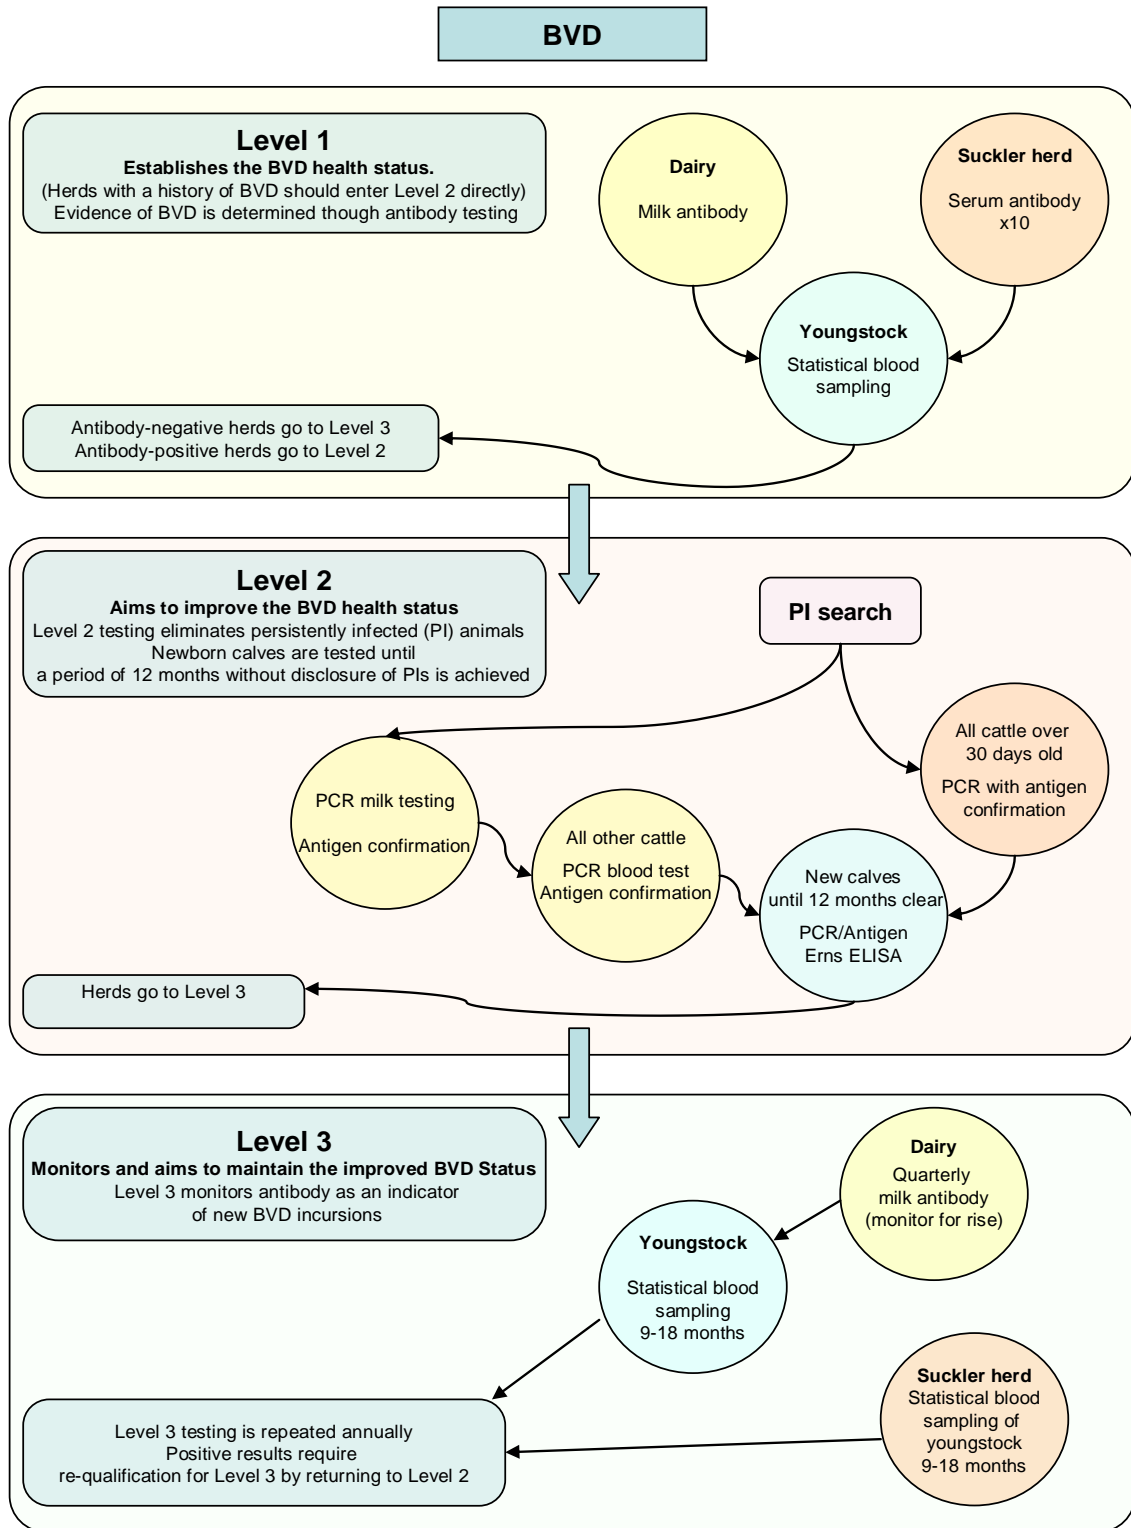 BVD
Level 1
Establishes the BVD health status.
(Herds with a history of BVD should enter Level 2 directly)
Evidence of BVD is determined though antibody testing
Dairy
Milk antibody
Suckler herd
Serum antibody
x10
Youngstock
Statistical blood
sampling
Antibody-negative herds go to Level 3
Antibody-positive herds go to Level 2
Level 2
Aims to improve the BVD health status
Level 2 testing eliminates persistently infected (PI) animals
Newborn calves are tested until
a period of 12 months without disclosure of PIs is achieved
PI search
PCR milk testing
Antigen confirmation
All other cattle
PCR blood test
Antigen confirmation
All cattle over
30 days old
PCR with antigen
confirmation
New calves
until 12 months clear
PCR/Antigen
Erns ELISA
Herds go to Level 3
Level 3
Monitors and aims to maintain the improved BVD Status
Level 3 monitors antibody as an indicator
of new BVD incursions
Dairy
Quarterly
milk antibody
(monitor for rise)
Youngstock
Statistical blood
sampling
9-18 months
Suckler herd
Statistical blood
sampling of
youngstock
9-18 months
Level 3 testing is repeated annually
Positive results require
re-qualification for Level 3 by returning to Level 2